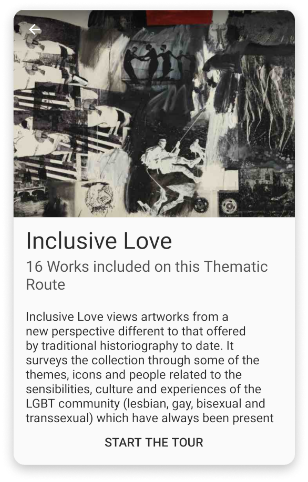 Inclusive Love
16 Works included on this Thematic
Route
Inclusive Love views artworks from a
new perspective different to that offered
by traditional historiography to date. It
surveys the collection through some of the
themes, icons and people related to the
sensibilities, culture and experiences of the
LGBT community (lesbian, gay, bisexual and
transsexual) which have always been present
START THE TOUR